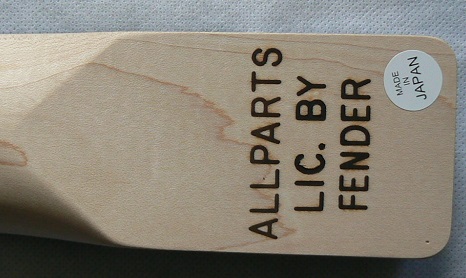 ALLPARTS
LIC. BY
FENDER
MADE
IN
JAPAN